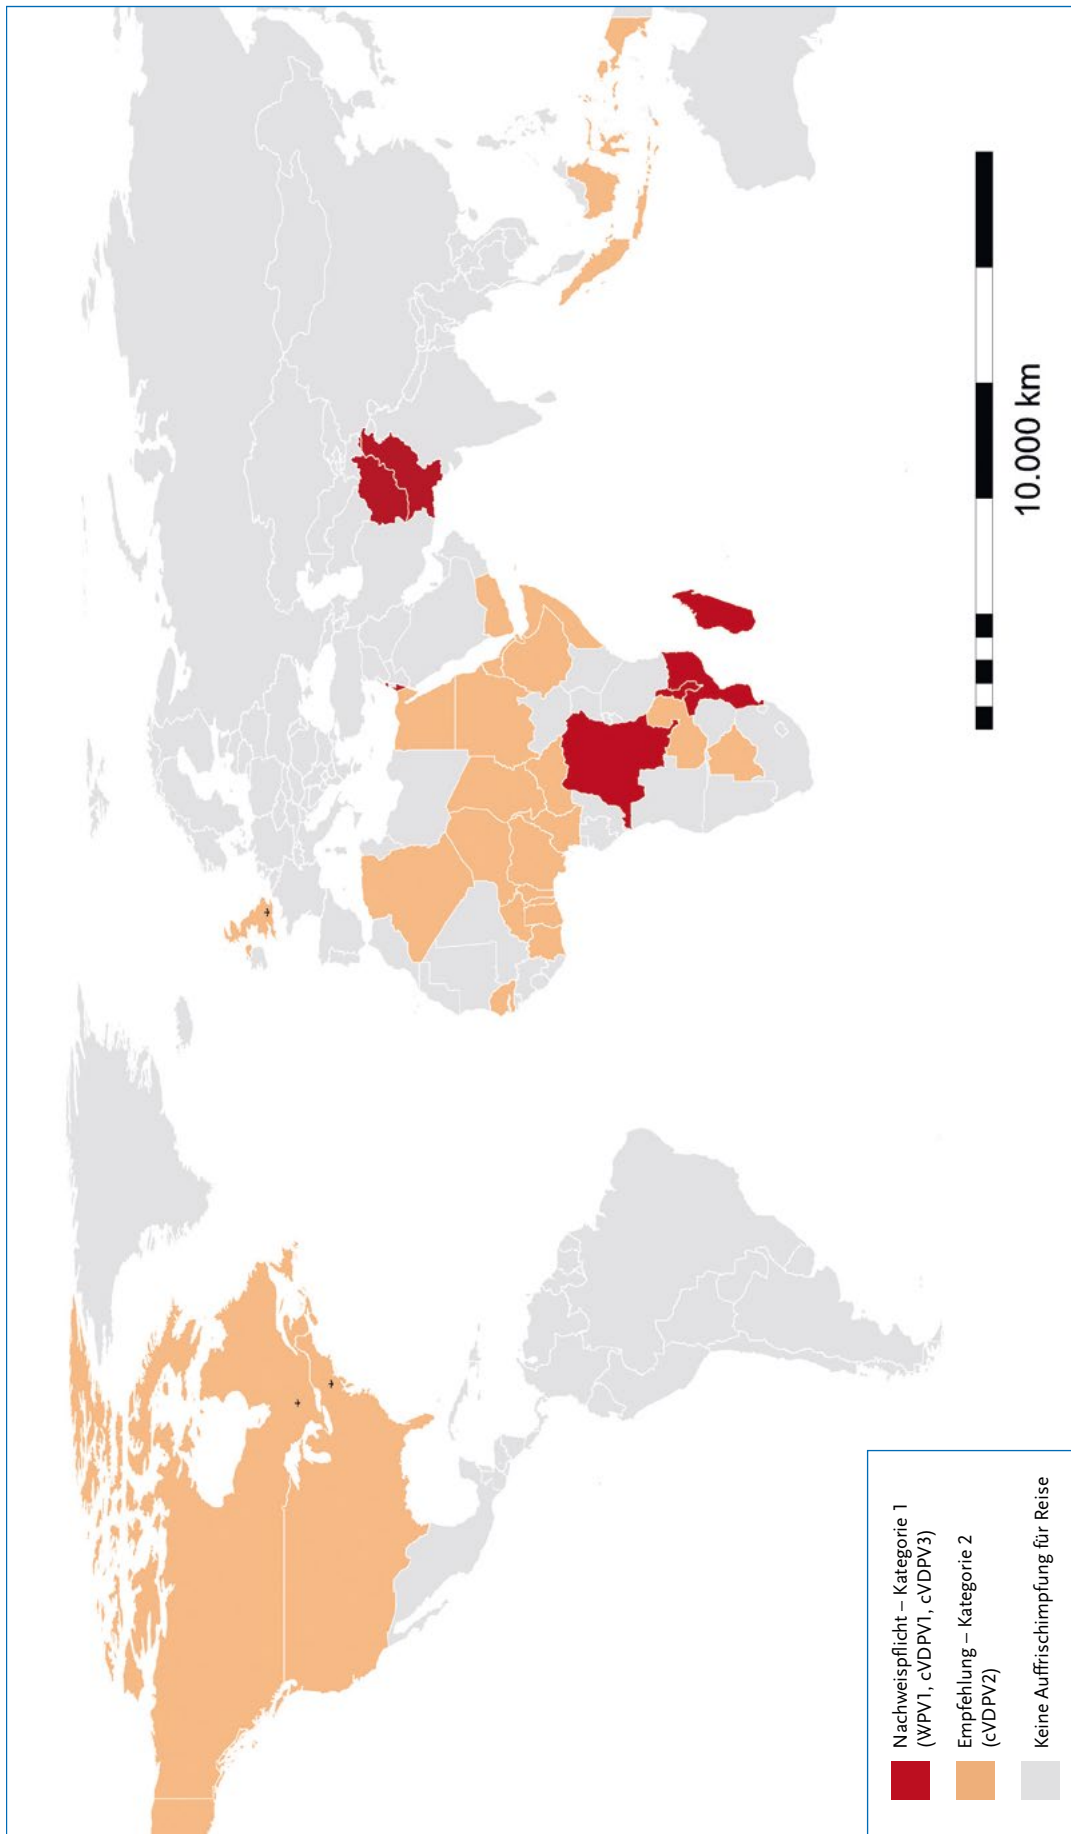 10.000 km
Nachweispflicht – Kategorie 1
(WPV1, cVDPV1, cVDPV3)
Empfehlung – Kategorie 2
(cVDPV2)
Keine Auffrischimpfung für Reise